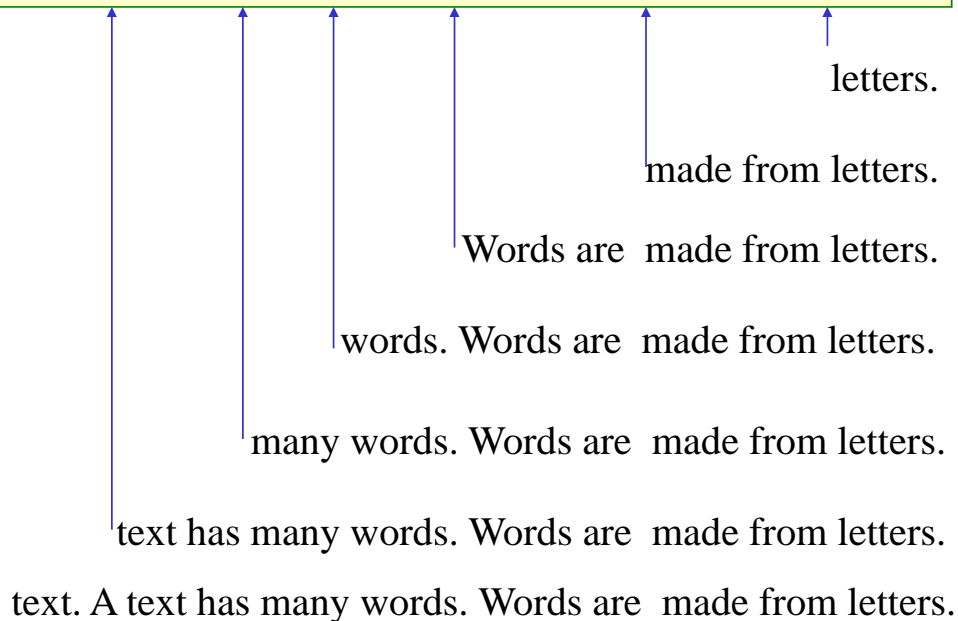 letters.
made from letters.
Words are  made from letters.
words. Words are  made from letters.
many words. Words are  made from letters.
text has many words. Words are  made from letters.
text. A text has many words. Words are  made from letters.